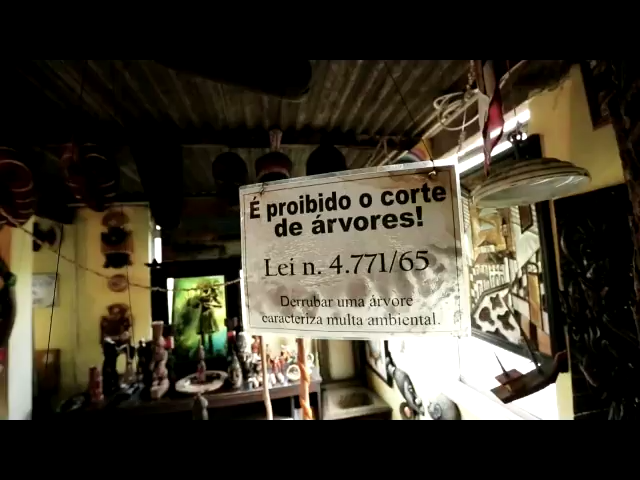 É proibido o corte
de árvores!
Lei n. 4.771/65
Derrubar uma árvore
caracteriza multa ambiental.